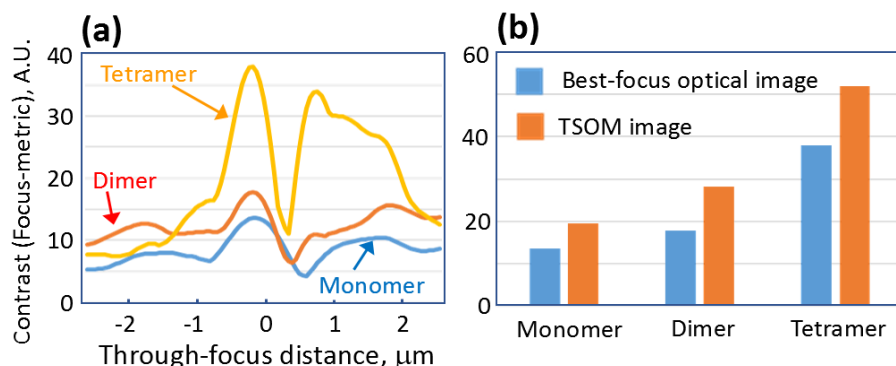 (a)
Contrast (Focus-metric), A.U.
40
30
20
10
0
Tetramer
Dimer
Monomer
-2 -1 0 1 2
Through-focus distance, μm
(b)
60
40
20
0
Best-focus optical image
TSOM image
Monomer Dimer Tetramer